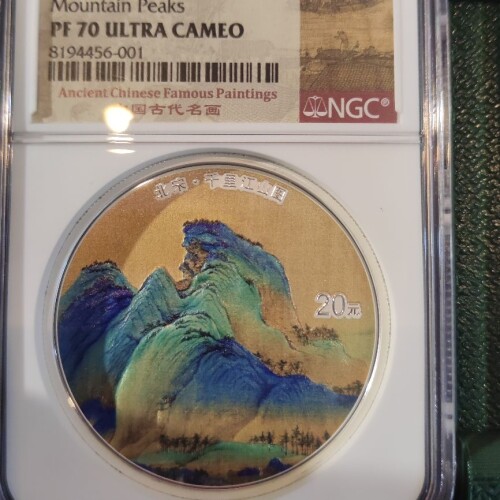 Mountain Peaks
PF 70 ULTRA CAMEO
8194456-001
Ancient Chinese Famous Paintings
中国古代名画
NGC®
北宋·千里江山图
20元